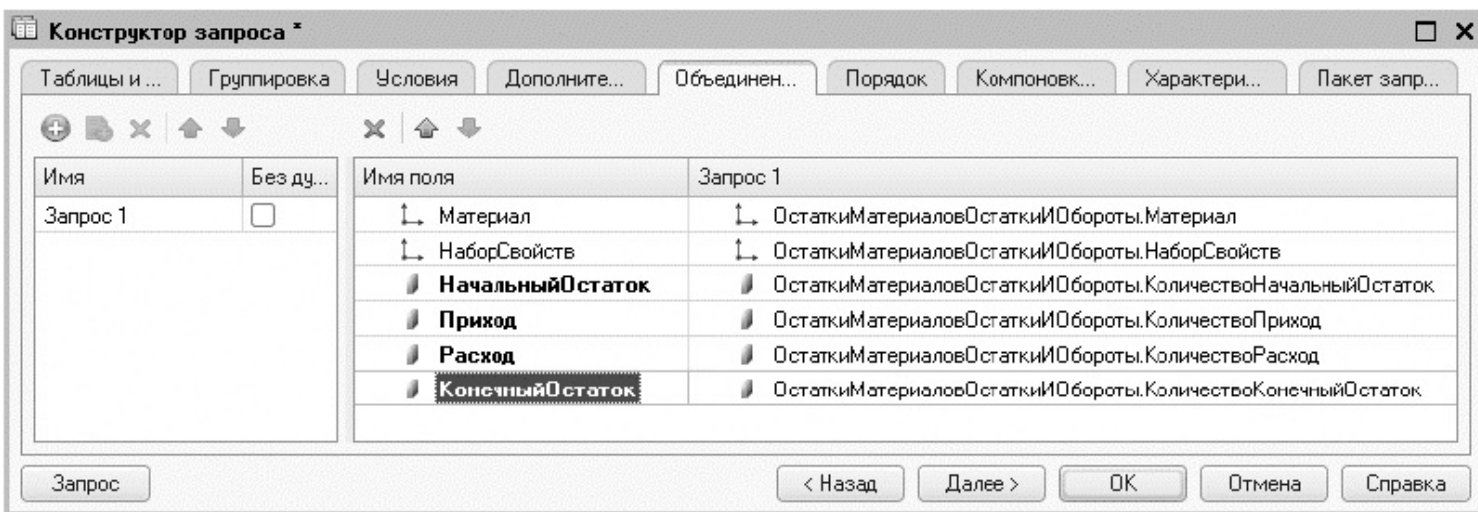 Конструктор запроса *
Таблицы и ... Группировка Условия Дополните... Объединен... Порядок Компоновк... Характери... Пакет запр...
Имя Без ду... Имя поля Запрос 1
Запрос 1 Материал ОстаткиМатериаловОстаткиИОбороты.Материал
НаборСвойств ОстаткиМатериаловОстаткиИОбороты.НаборСвойств
НачальныйОстаток ОстаткиМатериаловОстаткиИОбороты.КоличествоНачальныйОстаток
Приход ОстаткиМатериаловОстаткиИОбороты.КоличествоПриход
Расход ОстаткиМатериаловОстаткиИОбороты.КоличествоРасход
КонечныйОстаток ОстаткиМатериаловОстаткиИОбороты.КоличествоКонечныйОстаток
Запрос < Назад Далее > ОК Отмена Справка